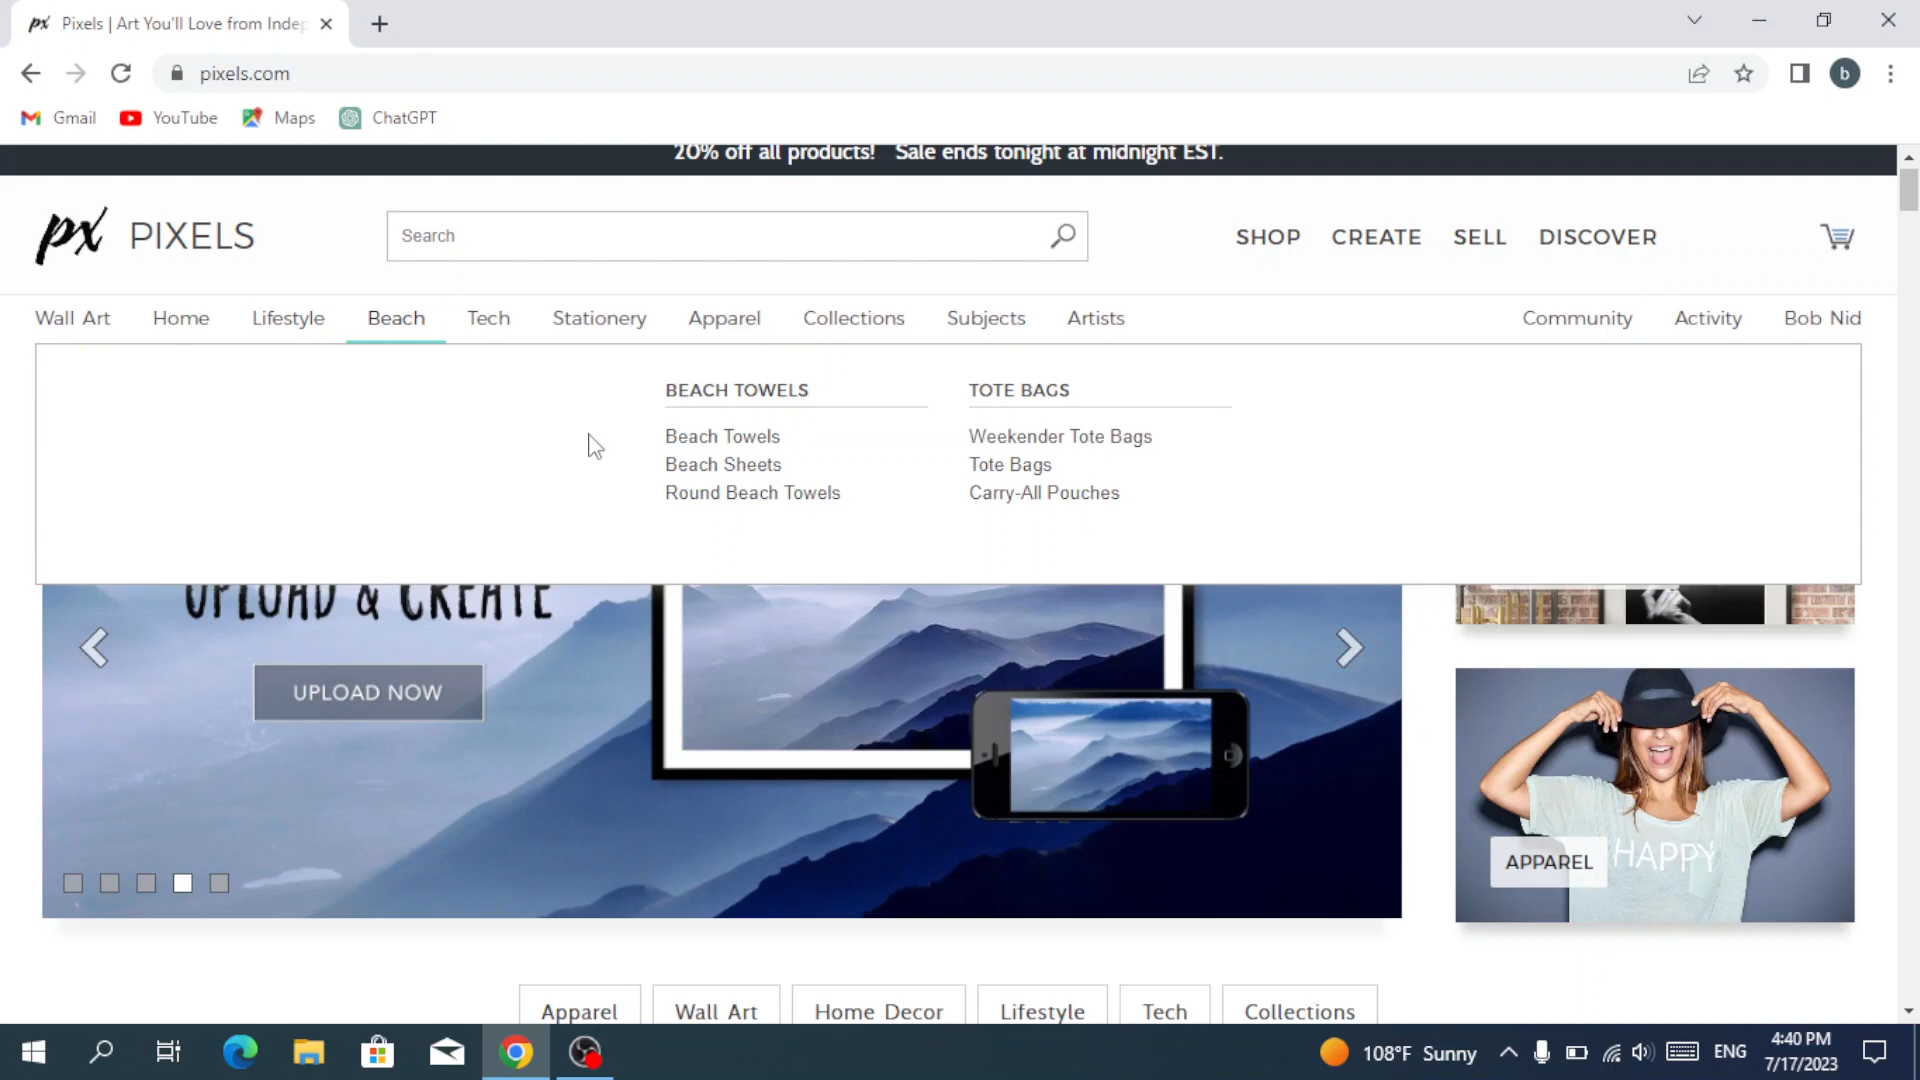 px Pixels | Art You'll Love from Indep
pixels.com
b
Gmail YouTube Maps ChatGPT
20% off all products! Sale ends tonight at midnight EST.
px PIXELS
Search
SHOP CREATE SELL DISCOVER
Wall Art Home Lifestyle Beach Tech Stationery Apparel Collections Subjects Artists Community Activity Bob Nid
BEACH TOWELS
Beach Towels
Beach Sheets
Round Beach Towels
TOTE BAGS
Weekender Tote Bags
Tote Bags
Carry-All Pouches
UPLOAD & CREATE
UPLOAD NOW
HAPPY
APPAREL
Apparel Wall Art Home Decor Lifestyle Tech Collections
108°F Sunny
ENG
4:40 PM
7/17/2023